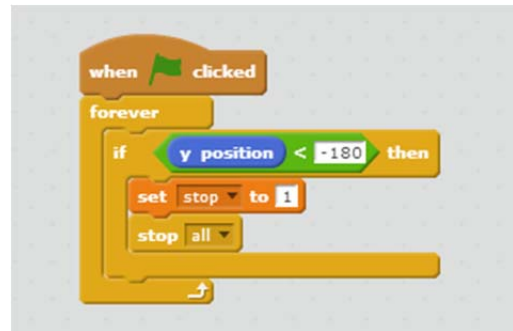 when clicked
forever
if y position < -180 then
set stop to 1
stop all